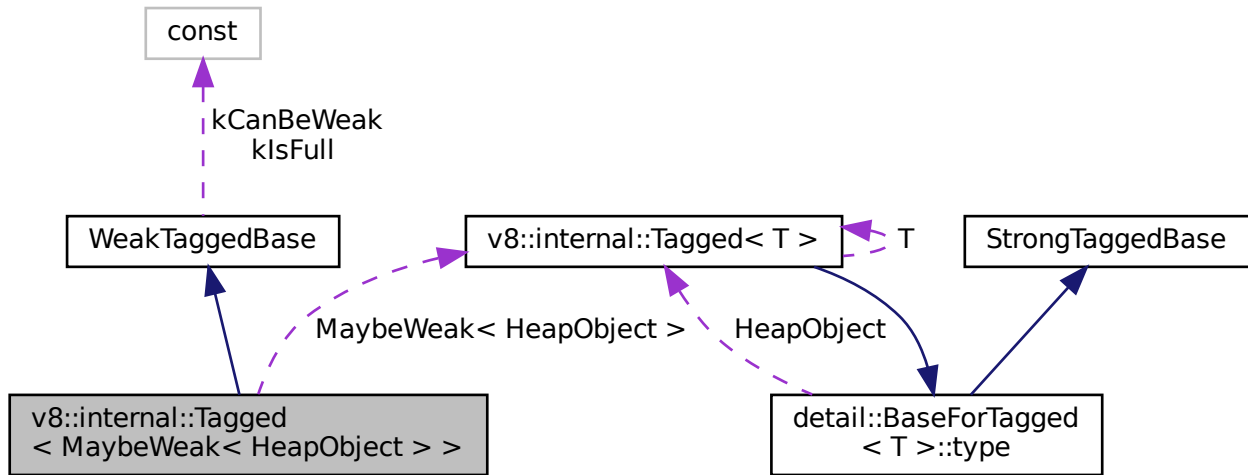 const
kCanBeWeak
kIsFull
WeakTaggedBase
v8::internal::Tagged< T >
T
StrongTaggedBase
MaybeWeak< HeapObject >
HeapObject
v8::internal::Tagged
< MaybeWeak< HeapObject > >
detail::BaseForTagged
< T >::type